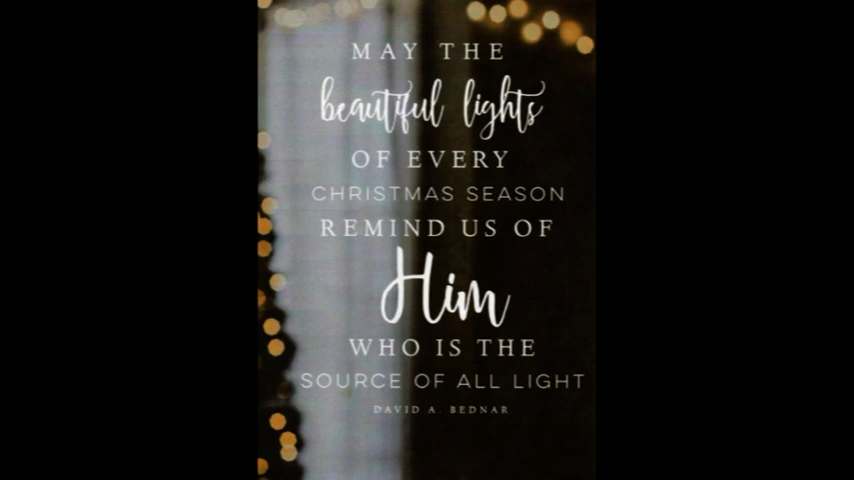 MAY THE
beautiful lights
OF EVERY
CHRISTMAS SEASON
REMIND US OF
Him
WHO IS THE
SOURCE OF ALL LIGHT
DAVID A. BEDNAR